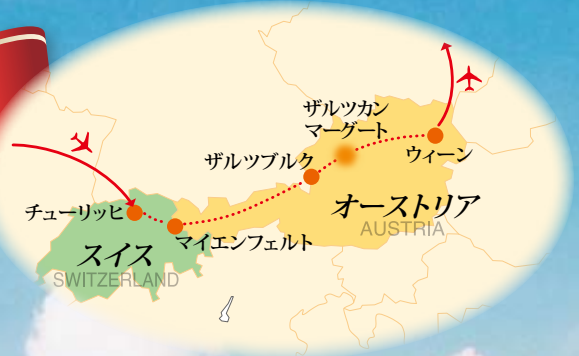 ザルツカン
マーグート
ザルツブルク
ウィーン
チューリッヒ
オーストリア
AUSTRIA
マイエンフェルト
スイス
SWITZERLAND